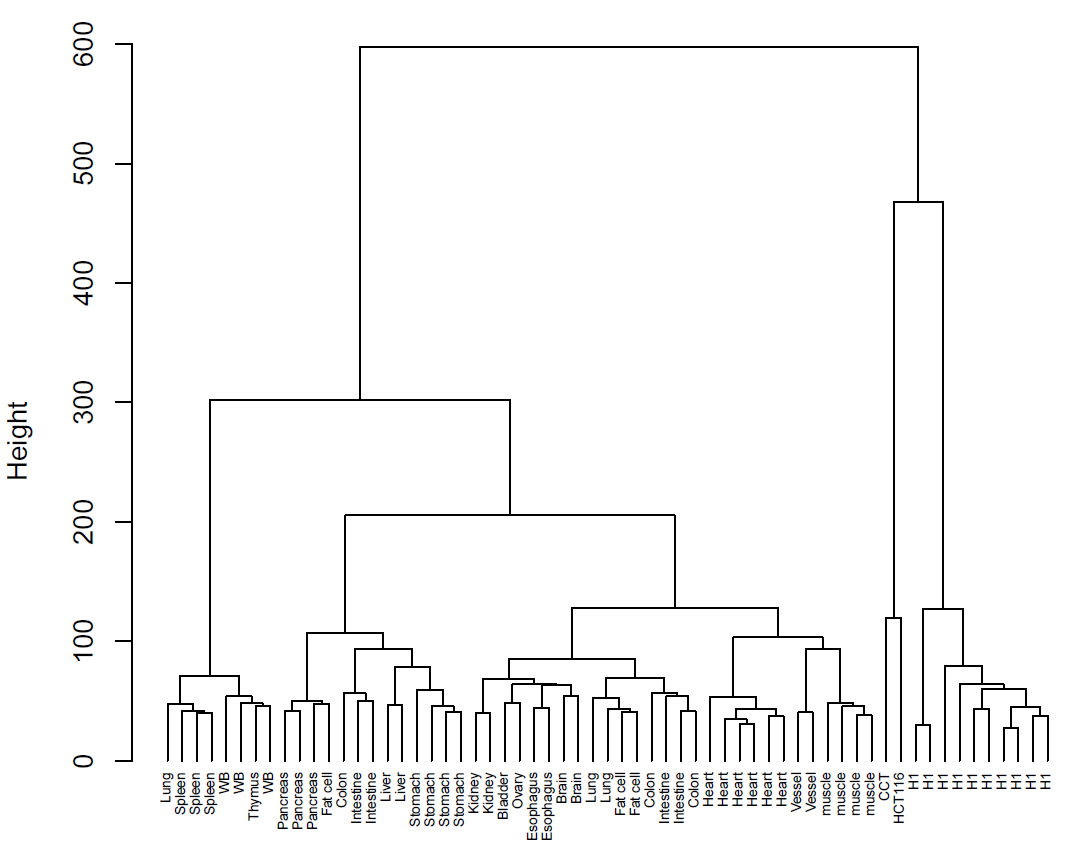 Height
600
500
400
300
200
100
0
Lung
Spleen
Spleen
Spleen
WB
WB
Thymus
WB
Pancreas
Pancreas
Pancreas
Fat cell
Colon
Intestine
Intestine
Liver
Liver
Stomach
Stomach
Stomach
Stomach
Kidney
Kidney
Bladder
Ovary
Esophagus
Esophagus
Brain
Brain
Lung
Lung
Fat cell
Fat cell
Colon
Intestine
Intestine
Colon
Heart
Heart
Heart
Heart
Heart
Heart
Vessel
Vessel
muscle
muscle
muscle
muscle
CCT
HCT116
H1
H1
H1
H1
H1
H1
H1
H1
H1
H1